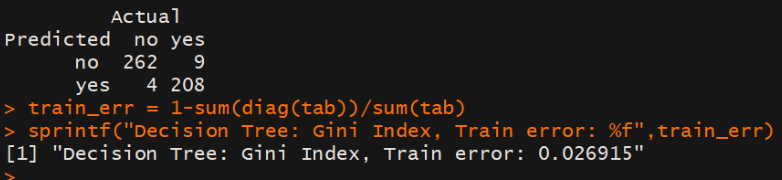 Actual
Predicted no yes
no 262 9
yes 4 208
> train_err = 1-sum(diag(tab))/sum(tab)
> sprintf("Decision Tree: Gini Index, Train error: %f",train_err)
[1] "Decision Tree: Gini Index, Train error: 0.026915"
>